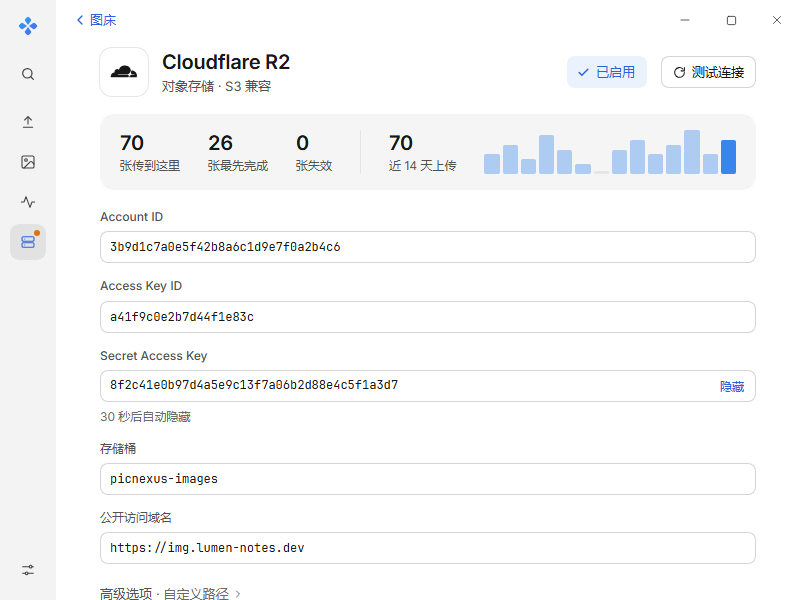 图床
Cloudflare R2
对象存储 · S3 兼容
已启用
测试连接
70
张传到这里
26
张最先完成
0
张失效
70
近 14 天上传
Account ID
3b9d1c7a0e5f42b8a6c1d9e7f0a2b4c6
Access Key ID
a41f9c0e2b7d44f1e83c
Secret Access Key
8f2c41e0b97d4a5e9c13f7a06b2d88e4c5f1a3d7
隐藏
30 秒后自动隐藏
存储桶
picnexus-images
公开访问域名
https://img.lumen-notes.dev
高级选项 · 自定义路径